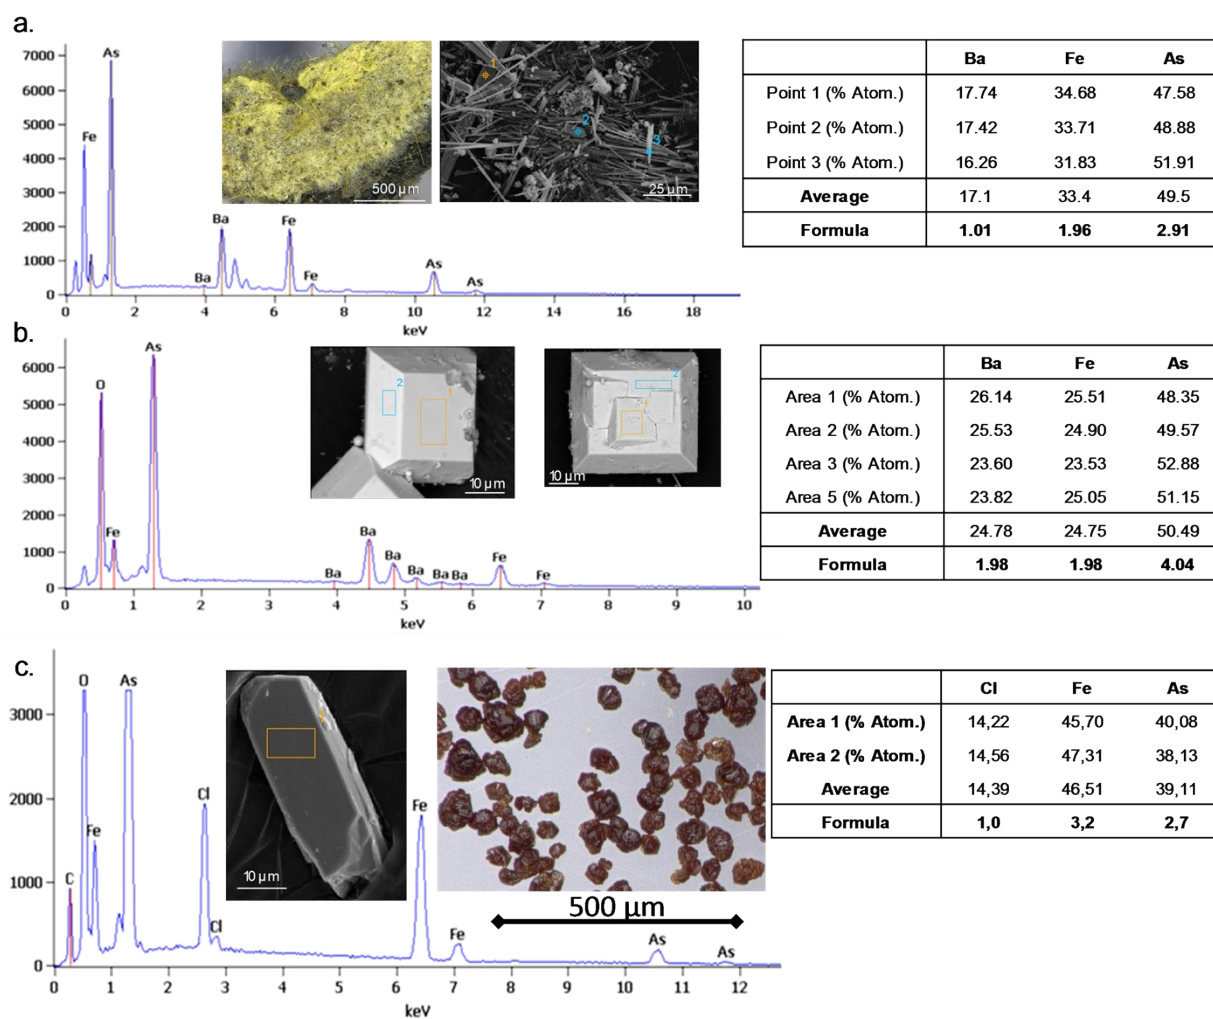 a.
7000
6000
5000
4000
3000
2000
1000
0
As
Fe
Ba
Ba
Fe
Fe
As
As
0 2 4 6 8 10 12 14 16 18
keV
500 µm
1
2
3
25 µm
Ba Fe As
Point 1 (% Atom.) 17.74 34.68 47.58
Point 2 (% Atom.) 17.42 33.71 48.88
Point 3 (% Atom.) 16.26 31.83 51.91
Average 17.1 33.4 49.5
Formula 1.01 1.96 2.91
b.
6000
5000
4000
3000
2000
1000
0
O
Fe
As
Ba
Ba
Ba
Ba
Ba
Ba
Fe
Fe
0 1 2 3 4 5 6 7 8 9 10
keV
2
1
10 µm
2
1
10 µm
Ba Fe As
Area 1 (% Atom.) 26.14 25.51 48.35
Area 2 (% Atom.) 25.53 24.90 49.57
Area 3 (% Atom.) 23.60 23.53 52.88
Area 5 (% Atom.) 23.82 25.05 51.15
Average 24.78 24.75 50.49
Formula 1.98 1.98 4.04
c.
3000
2000
1000
0
C
O
Fe
As
Cl
Cl
Fe
Fe
As
As
0 1 2 3 4 5 6 7 8 9 10 11 12
keV
1
10 µm
500 µm
Cl Fe As
Area 1 (% Atom.) 14,22 45,70 40,08
Area 2 (% Atom.) 14,56 47,31 38,13
Average 14,39 46,51 39,11
Formula 1,0 3,2 2,7